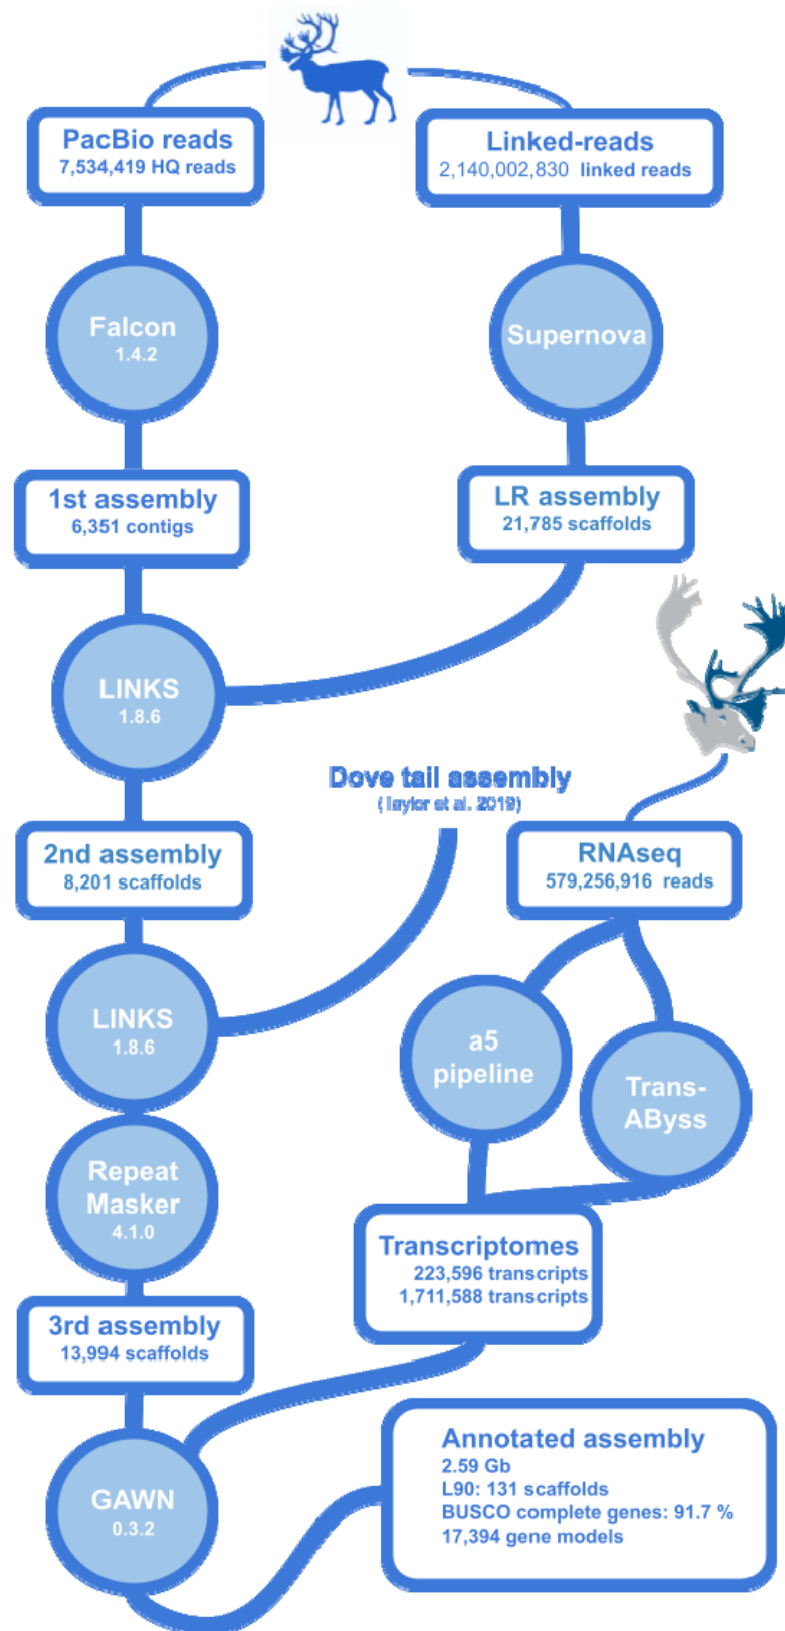 PacBio reads
7,534,419 HQ reads
Linked-reads
2,140,002,830 linked reads
Falcon
1.4.2
Supernova
1st assembly
6,351 contigs
LR assembly
21,785 scaffolds
LINKS
1.8.6
Dove tail assembly
(Taylor et al. 2019)
2nd assembly
8,201 scaffolds
RNAseq
579,256,916 reads
LINKS
1.8.6
a5
pipeline
Trans-
AByss
Repeat
Masker
4.1.0
Transcriptomes
223,596 transcripts
1,711,588 transcripts
3rd assembly
13,994 scaffolds
GAWN
0.3.2
Annotated assembly
2.59 Gb
L90: 131 scaffolds
BUSCO complete genes: 91.7 %
17,394 gene models